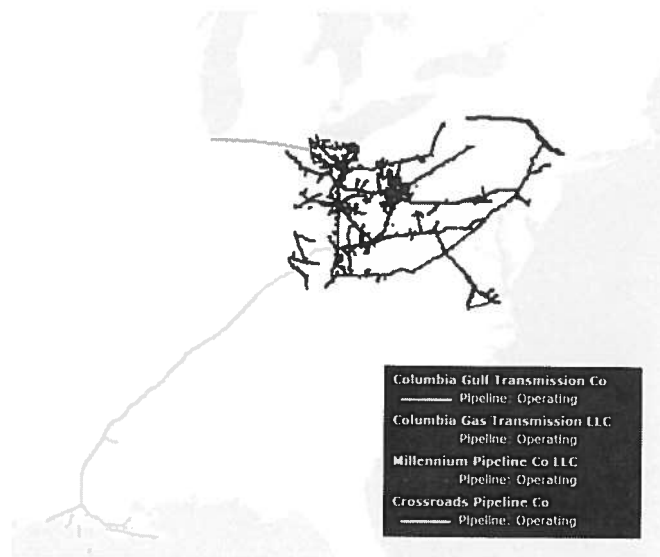 Columbia Gulf Transmission Co
Pipeline: Operating
Columbia Gas Transmission LLC
Pipeline: Operating
Millennium Pipeline Co LLC
Pipeline: Operating
Crossroads Pipeline Co
Pipeline: Operating